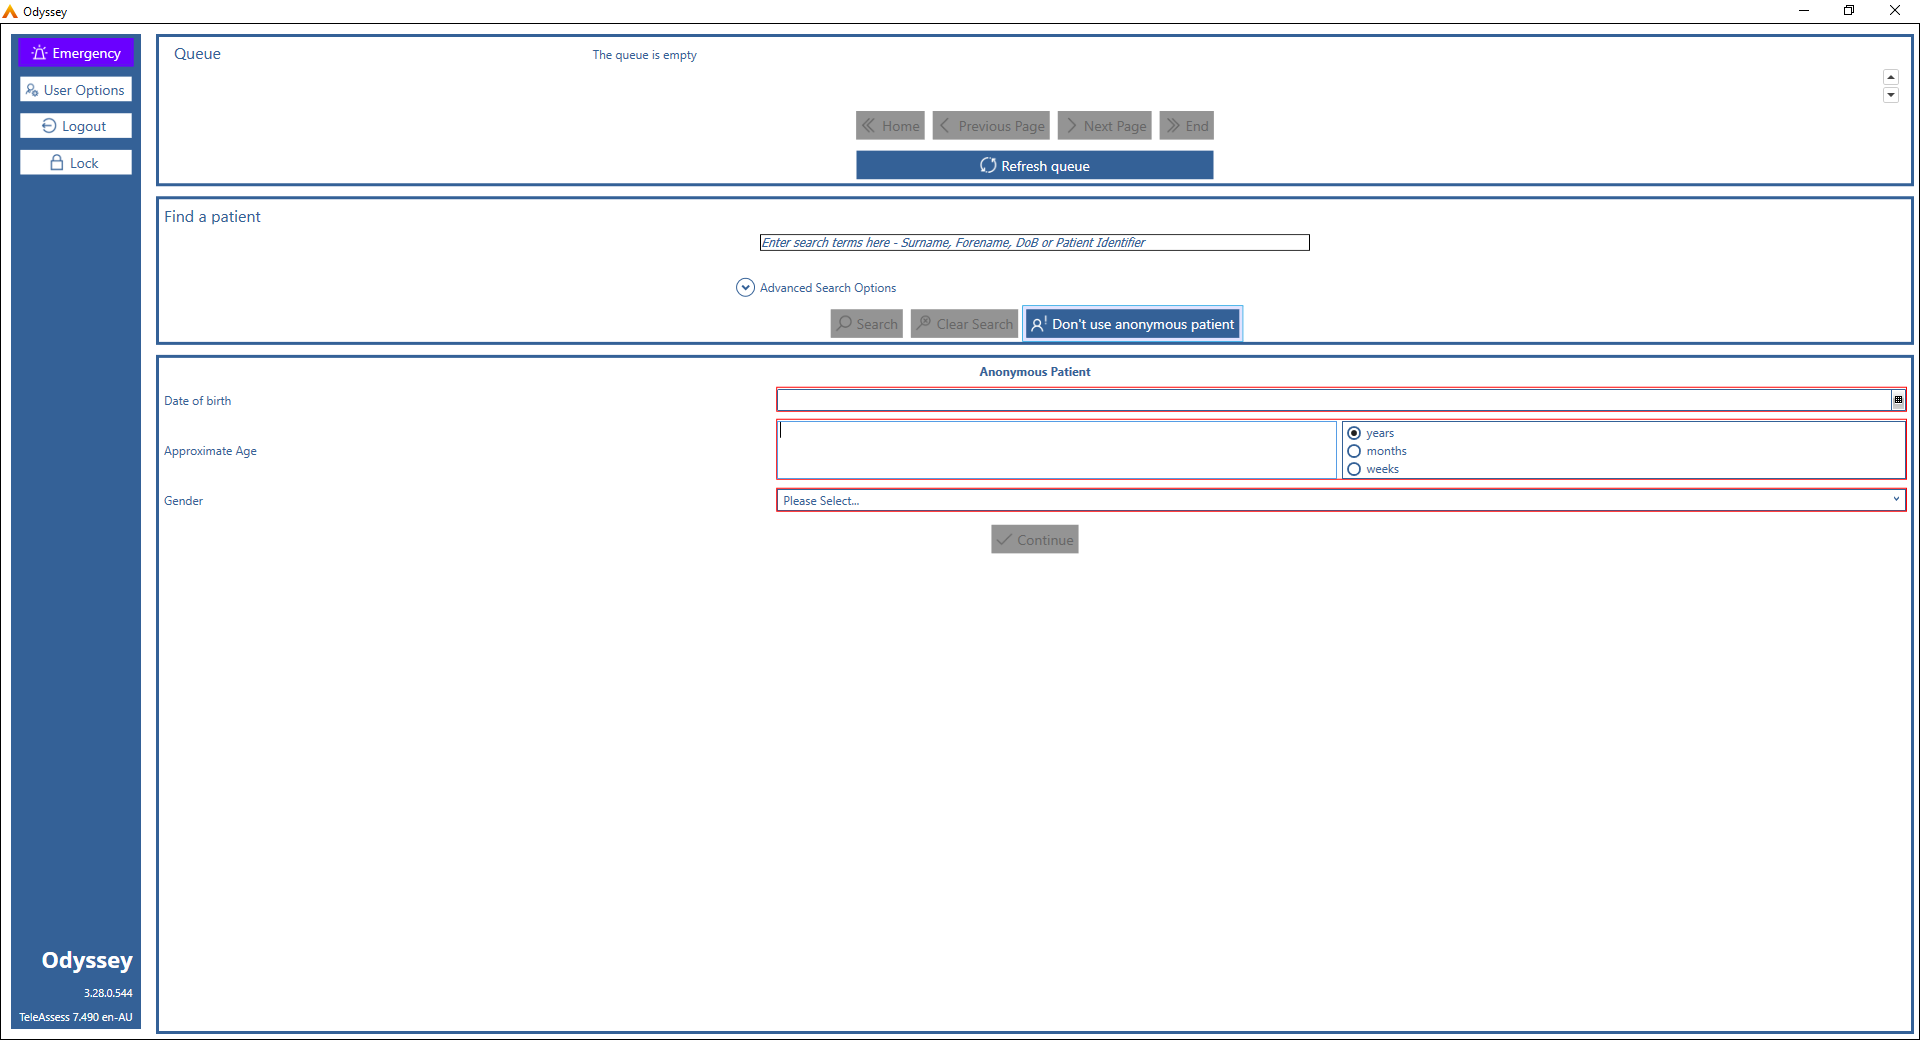 Odyssey
Emergency
User Options
Logout
Lock
Queue
The queue is empty
Home
Previous Page
Next Page
End
Refresh queue
Find a patient
Enter search terms here - Surname, Forename, DoB or Patient Identifier
Advanced Search Options
Search
Clear Search
Don't use anonymous patient
Anonymous Patient
Date of birth
Approximate Age
years
months
weeks
Gender
Please Select...
Continue
Odyssey
3.28.0.544
TeleAssess 7.490 en-AU